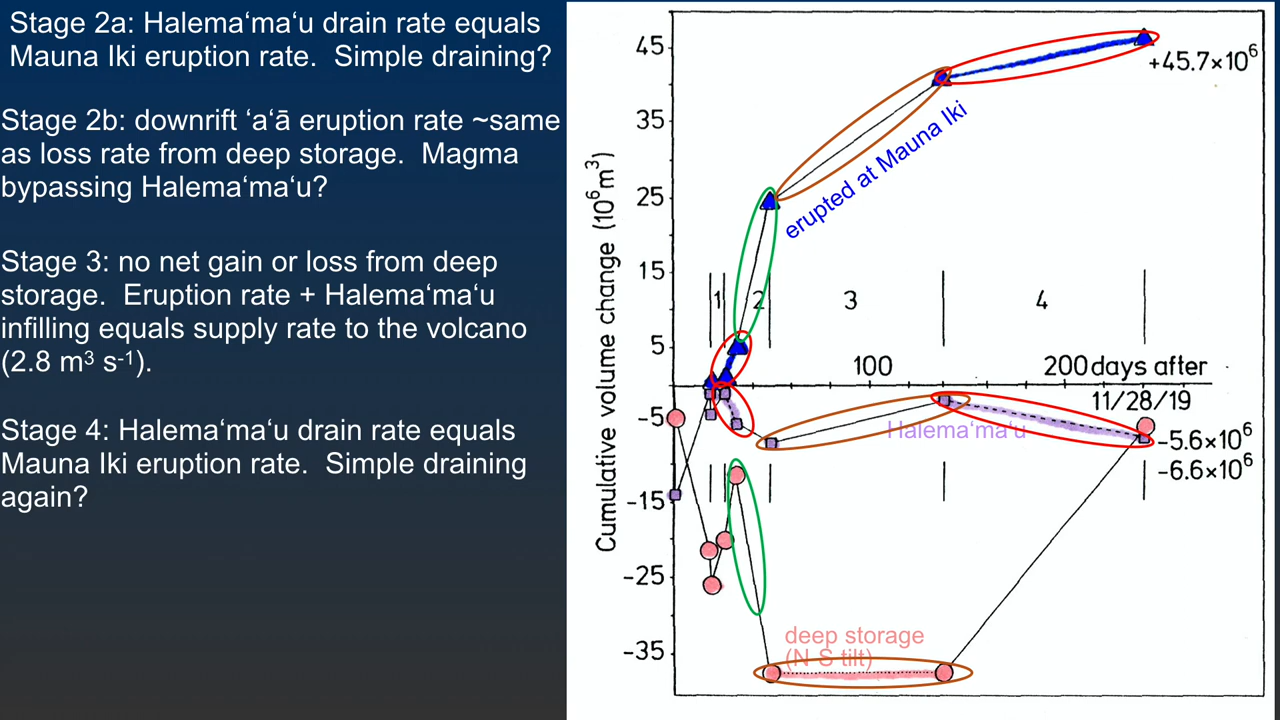 Stage 2a: Halemaʻmaʻu drain rate equals
Mauna Iki eruption rate.  Simple draining?
Stage 2b: downrift ʻaʻā eruption rate ~same
as loss rate from deep storage.  Magma
bypassing Halemaʻmaʻu?
Stage 3: no net gain or loss from deep
storage.  Eruption rate + Halemaʻmaʻu
infilling equals supply rate to the volcano
(2.8 m³ s⁻¹).
Stage 4: Halemaʻmaʻu drain rate equals
Mauna Iki eruption rate.  Simple draining
again?
Cumulative volume change (10⁶m³)
45
35
25
15
5
-5
-15
-25
-35
+45.7×10⁶
erupted at Mauna Iki
1
2
3
4
100
200 days after
11/28/19
Halemaʻmaʻu
-5.6×10⁶
-6.6×10⁶
deep storage
(N-S tilt)